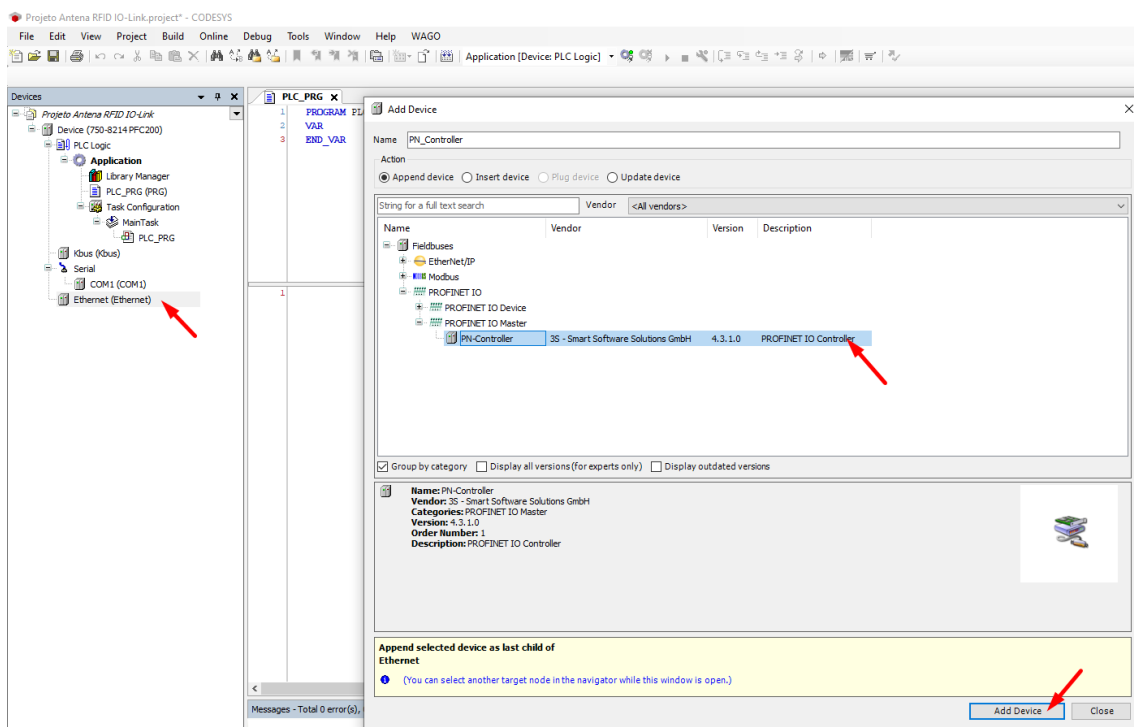 Projeto Antena RFID IO-Link.project* - CODESYS
File Edit View Project Build Online Debug Tools Window Help WAGO
Application [Device: PLC Logic]
Devices
Projeto Antena RFID IO-Link
Device (750-8214 PFC200)
PLC Logic
Application
Library Manager
PLC_PRG (PRG)
Task Configuration
MainTask
PLC_PRG
Kbus (Kbus)
Serial
COM1 (COM1)
Ethernet (Ethernet)
PLC_PRG
1 PROGRAM PL
2 VAR
3 END_VAR
1
Messages - Total 0 error(s),
Add Device
Name PN_Controller
Action
Append device Insert device Plug device Update device
String for a full text search Vendor <All vendors>
Name Vendor Version Description
Fieldbuses
EtherNet/IP
Modbus
PROFINET IO
PROFINET IO Device
PROFINET IO Master
PN-Controller 3S - Smart Software Solutions GmbH 4.3.1.0 PROFINET IO Controller
Group by category Display all versions (for experts only) Display outdated versions
Name: PN-Controller
Vendor: 3S - Smart Software Solutions GmbH
Categories: PROFINET IO Master
Version: 4.3.1.0
Order Number: 1
Description: PROFINET IO Controller
Append selected device as last child of
Ethernet
(You can select another target node in the navigator while this window is open.)
Add Device Close